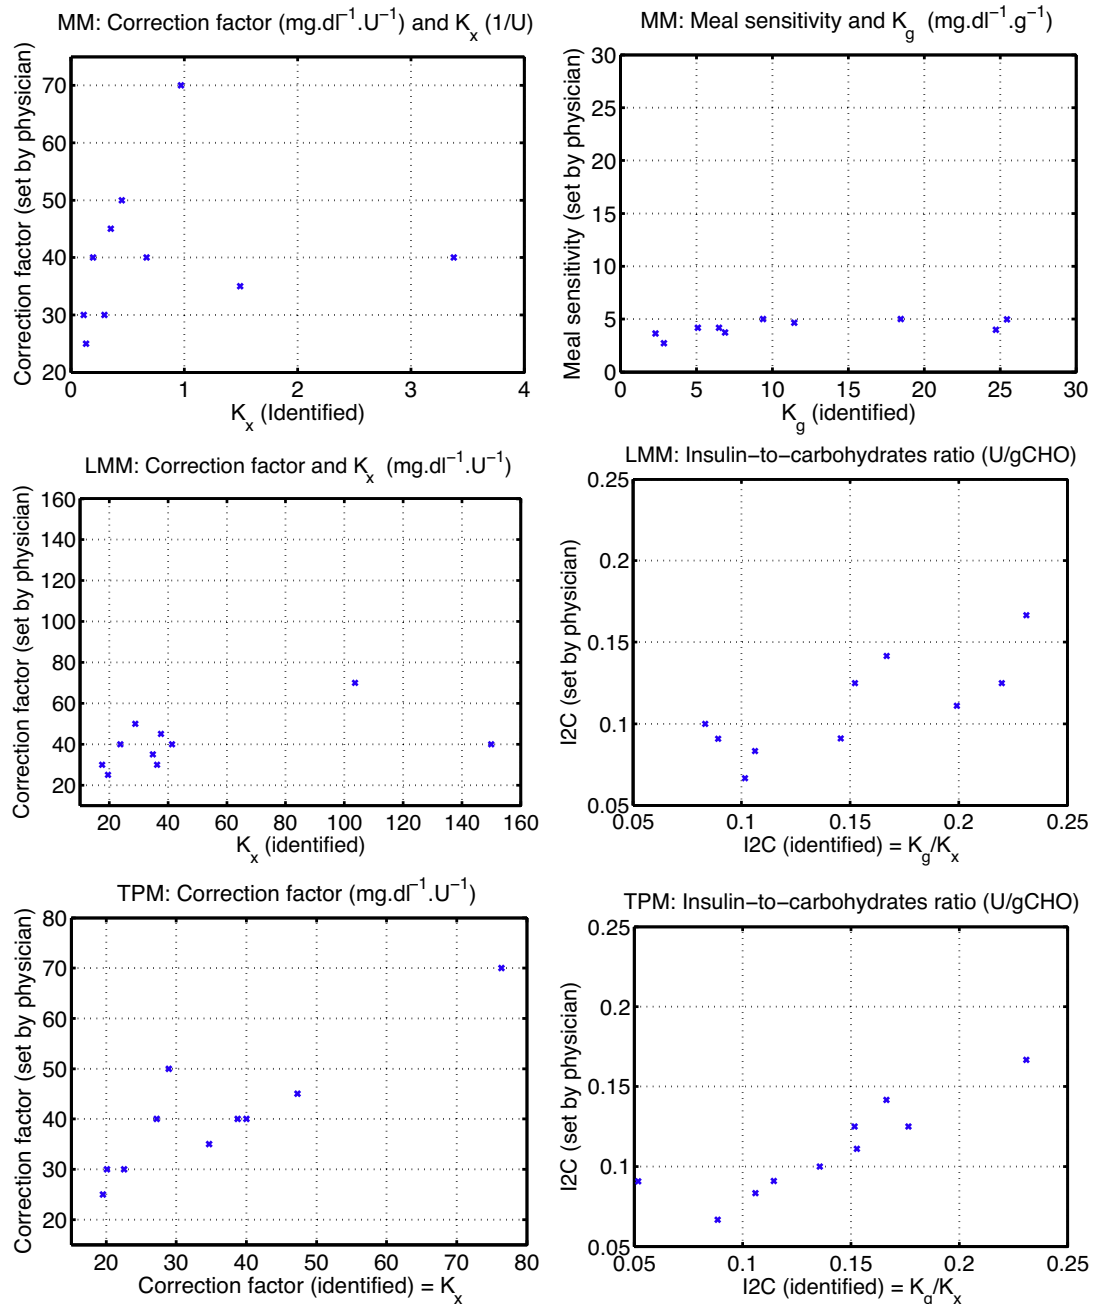 MM: Correction factor (mg.dl⁻¹.U⁻¹) and Kₓ (1/U)
Correction factor (set by physician)
70
60
50
40
30
20
0 1 2 3 4
Kₓ (Identified)
MM: Meal sensitivity and K_g (mg.dl⁻¹.g⁻¹)
Meal sensitivity (set by physician)
30
25
20
15
10
5
0
0 5 10 15 20 25 30
K_g (identified)
LMM: Correction factor and Kₓ (mg.dl⁻¹.U⁻¹)
Correction factor (set by physician)
160
140
120
100
80
60
40
20
20 40 60 80 100 120 140 160
Kₓ (identified)
LMM: Insulin−to−carbohydrates ratio (U/gCHO)
I2C (set by physician)
0.25
0.2
0.15
0.1
0.05
0.05 0.1 0.15 0.2 0.25
I2C (identified) = K_g/Kₓ
TPM: Correction factor (mg.dl⁻¹.U⁻¹)
Correction factor (set by physician)
80
70
60
50
40
30
20
20 30 40 50 60 70 80
Correction factor (identified) = Kₓ
TPM: Insulin−to−carbohydrates ratio (U/gCHO)
I2C (set by physician)
0.25
0.2
0.15
0.1
0.05
0.05 0.1 0.15 0.2 0.25
I2C (identified) = K_g/Kₓ